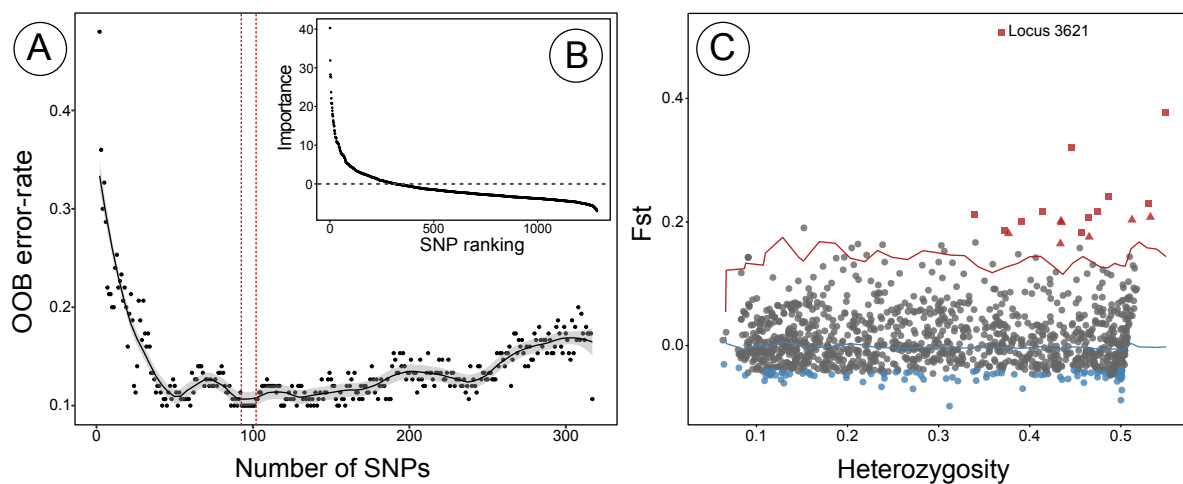 A
OOB error-rate
0.4
0.3
0.2
0.1
0
100
200
300
Number of SNPs
B
Importance
40
30
20
10
0
0
500
1000
SNP ranking
C
Locus 3621
Fst
0.4
0.2
0.0
0.1
0.2
0.3
0.4
0.5
Heterozygosity